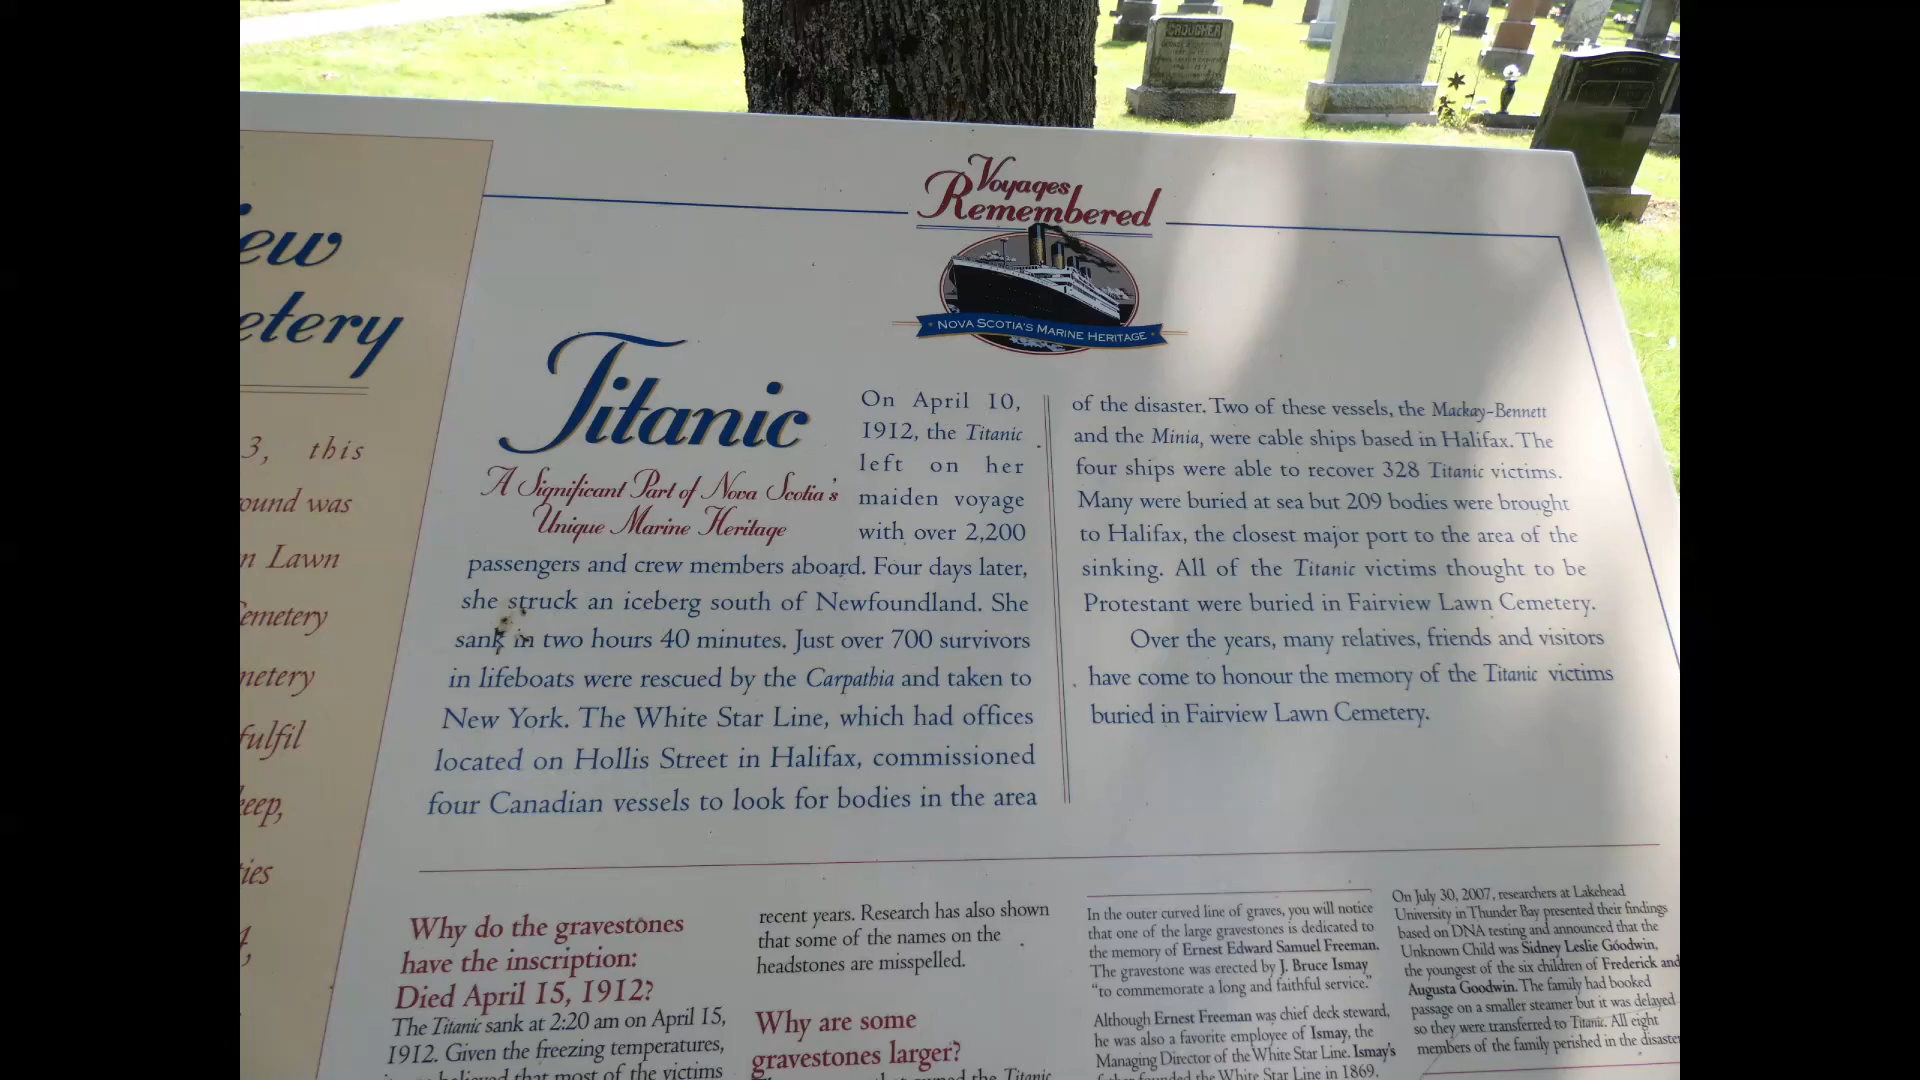 CROUCHER
Voyages
Remembered
NOVA SCOTIA'S MARINE HERITAGE
ew
etery
3, this
ound was
n Lawn
emetery
metery
fulfil
keep,
ties
Titanic
A Significant Part of Nova Scotia's
Unique Marine Heritage
On April 10,
1912, the Titanic
left on her
maiden voyage
with over 2,200
passengers and crew members aboard. Four days later,
she struck an iceberg south of Newfoundland. She
sank in two hours 40 minutes. Just over 700 survivors
in lifeboats were rescued by the Carpathia and taken to
New York. The White Star Line, which had offices
located on Hollis Street in Halifax, commissioned
four Canadian vessels to look for bodies in the area
of the disaster. Two of these vessels, the Mackay-Bennett
and the Minia, were cable ships based in Halifax. The
four ships were able to recover 328 Titanic victims.
Many were buried at sea but 209 bodies were brought
to Halifax, the closest major port to the area of the
sinking. All of the Titanic victims thought to be
Protestant were buried in Fairview Lawn Cemetery.
Over the years, many relatives, friends and visitors
have come to honour the memory of the Titanic victims
buried in Fairview Lawn Cemetery.
Why do the gravestones
have the inscription:
Died April 15, 1912?
The Titanic sank at 2:20 am on April 15,
1912. Given the freezing temperatures,
believed that most of the victims
recent years. Research has also shown
that some of the names on the
headstones are misspelled.
Why are some
gravestones larger?
the Titanic
In the outer curved line of graves, you will notice
that one of the large gravestones is dedicated to
the memory of Ernest Edward Samuel Freeman.
The gravestone was erected by J. Bruce Ismay
"to commemorate a long and faithful service."
Although Ernest Freeman was chief deck steward,
he was also a favorite employee of Ismay, the
Managing Director of the White Star Line. Ismay's
founded the White Star Line in 1869.
On July 30, 2007, researchers at Lakehead
University in Thunder Bay presented their findings
based on DNA testing and announced that the
Unknown Child was Sidney Leslie Goodwin,
the youngest of the six children of Frederick and
Augusta Goodwin. The family had booked
passage on a smaller steamer but it was delayed
so they were transferred to Titanic. All eight
members of the family perished in the disaster